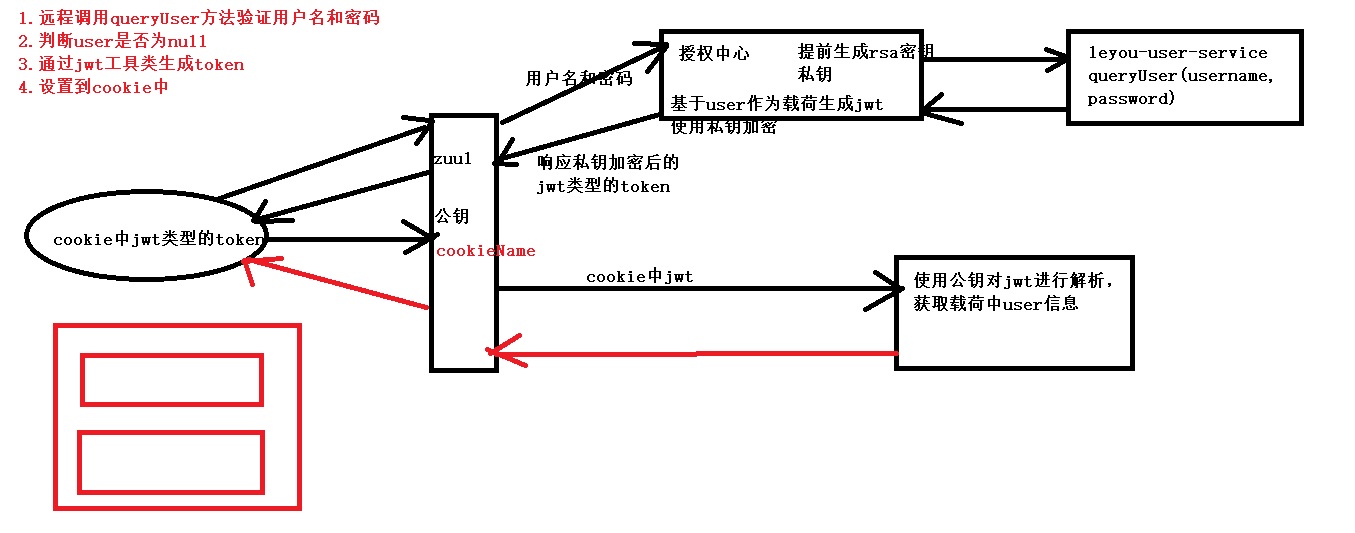 1.远程调用queryUser方法验证用户名和密码
2.判断user是否为null
3.通过jwt工具类生成token
4.设置到cookie中
用户名和密码
授权中心
提前生成rsa密钥
私钥
基于user作为载荷生成jwt
使用私钥加密
leyou-user-service
queryUser(username,
password)
zuul
响应私钥加密后的
jwt类型的token
公钥
cookie中jwt类型的token
cookieName
cookie中jwt
使用公钥对jwt进行解析，
获取载荷中user信息